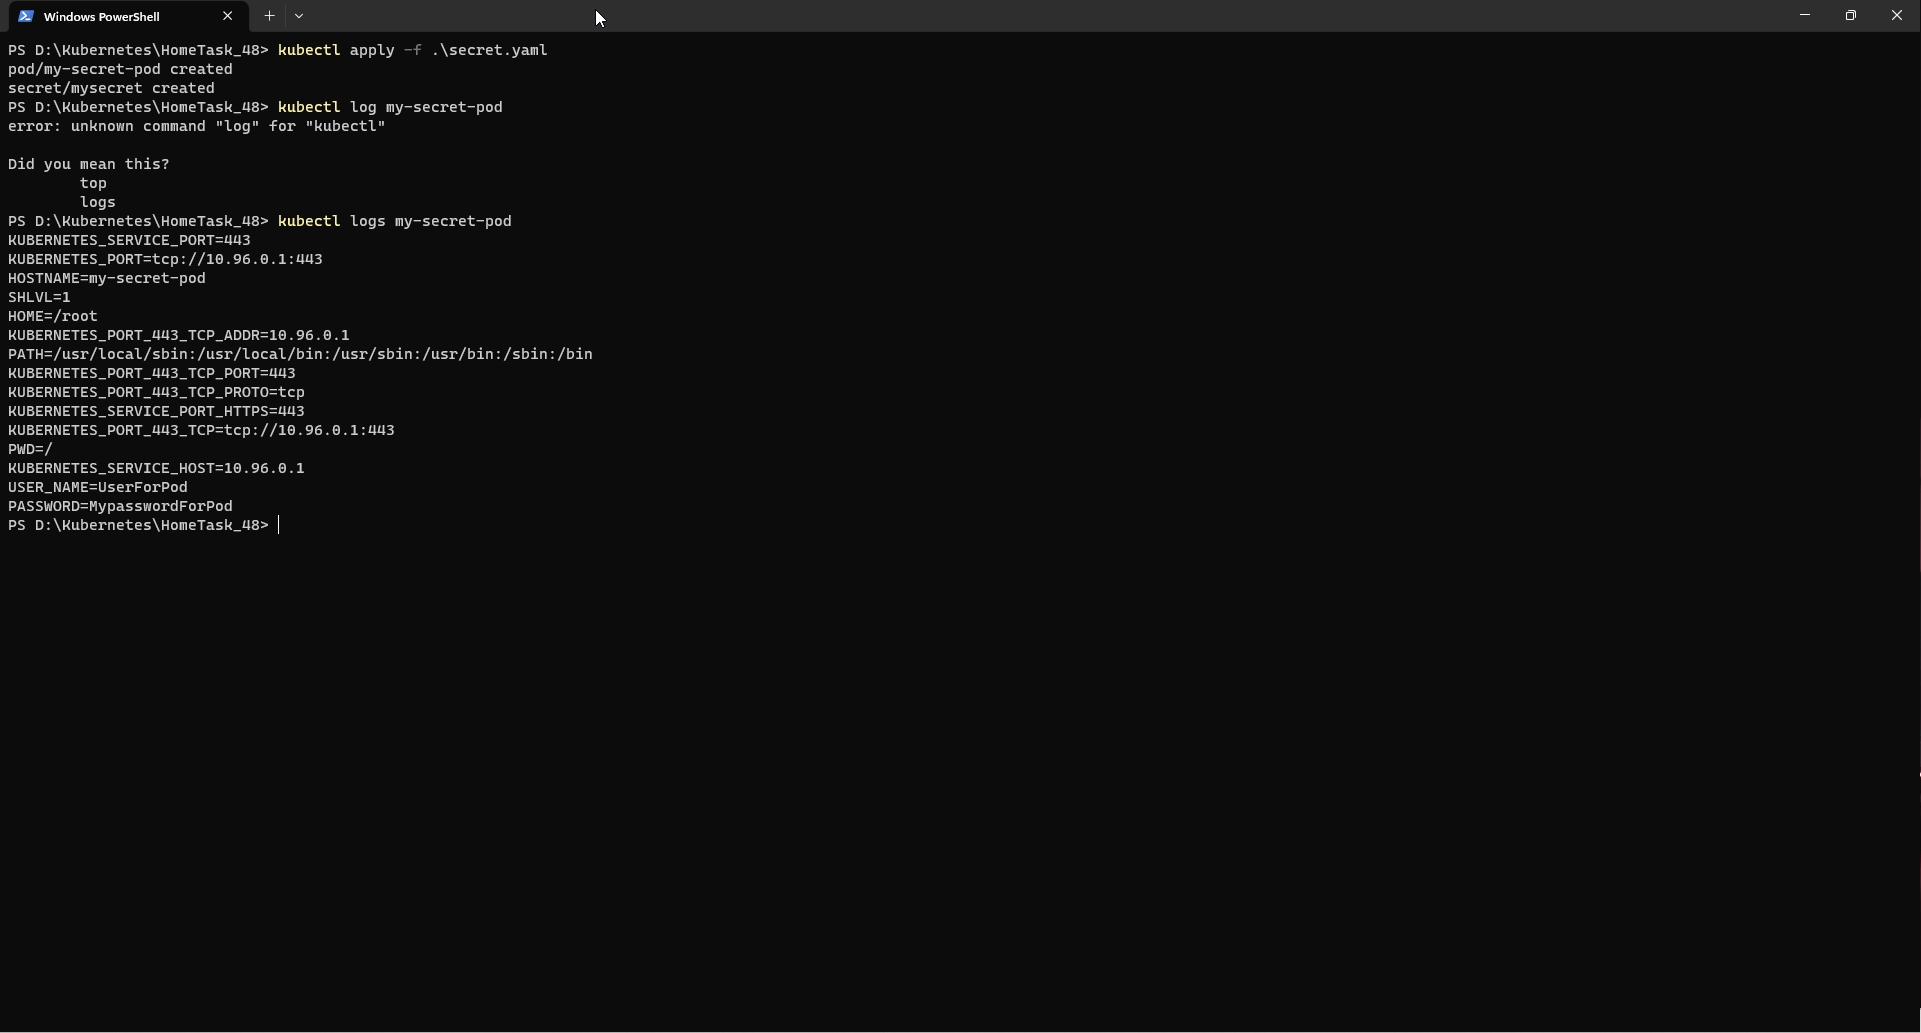 Windows PowerShell
PS D:\Kubernetes\HomeTask_48> kubectl apply -f .\secret.yaml
pod/my-secret-pod created
secret/mysecret created
PS D:\Kubernetes\HomeTask_48> kubectl log my-secret-pod
error: unknown command "log" for "kubectl"
Did you mean this?
top
logs
PS D:\Kubernetes\HomeTask_48> kubectl logs my-secret-pod
KUBERNETES_SERVICE_PORT=443
KUBERNETES_PORT=tcp://10.96.0.1:443
HOSTNAME=my-secret-pod
SHLVL=1
HOME=/root
KUBERNETES_PORT_443_TCP_ADDR=10.96.0.1
PATH=/usr/local/sbin:/usr/local/bin:/usr/sbin:/usr/bin:/sbin:/bin
KUBERNETES_PORT_443_TCP_PORT=443
KUBERNETES_PORT_443_TCP_PROTO=tcp
KUBERNETES_SERVICE_PORT_HTTPS=443
KUBERNETES_PORT_443_TCP=tcp://10.96.0.1:443
PWD=/
KUBERNETES_SERVICE_HOST=10.96.0.1
USER_NAME=UserForPod
PASSWORD=MypasswordForPod
PS D:\Kubernetes\HomeTask_48>